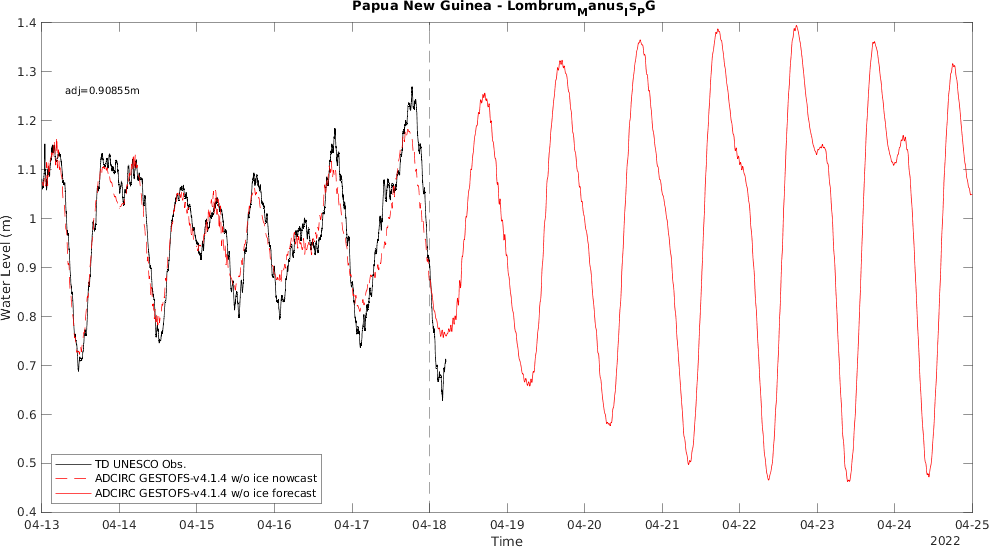 Papua New Guinea - LombrumManusIsPG
1.4
1.3
adj=0.90855m
1.2
1.1
1
0.9
0.8
0.7
0.6
0.5
0.4
Water Level (m)
TD UNESCO Obs.
ADCIRC GESTOFS-v4.1.4 w/o ice nowcast
ADCIRC GESTOFS-v4.1.4 w/o ice forecast
04-13 04-14 04-15 04-16 04-17 04-18 04-19 04-20 04-21 04-22 04-23 04-24 04-25
Time
2022